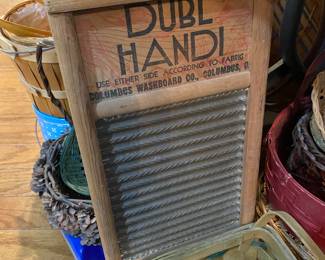 DUBL
HANDI
USE EITHER SIDE ACCORDING TO FABRIC
COLUMBUS WASHBOARD CO., COLUMBUS, O.